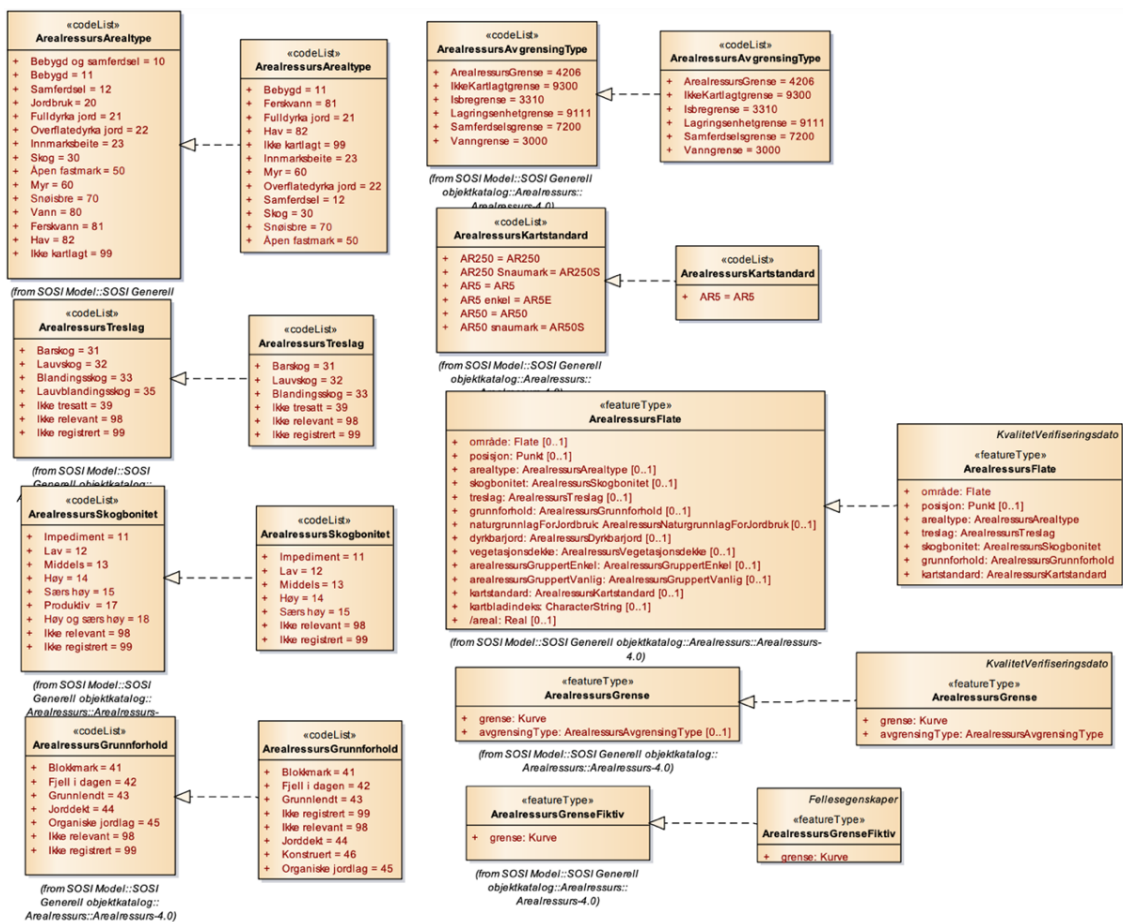 «codeList»
ArealressursArealtype
+ Bebygd og samferdsel = 10
+ Bebygd = 11
+ Samferdsel = 12
+ Jordbruk = 20
+ Fulldyrka jord = 21
+ Overflatedyrka jord = 22
+ Innmarksbeite = 23
+ Skog = 30
+ Åpen fastmark = 50
+ Myr = 60
+ Snøisbre = 70
+ Vann = 80
+ Ferskvann = 81
+ Hav = 82
+ Ikke kartlagt = 99
(from SOSI Model::SOSI Generell
«codeList»
ArealressursArealtype
+ Bebygd = 11
+ Ferskvann = 81
+ Fulldyrka jord = 21
+ Hav = 82
+ Ikke kartlagt = 99
+ Innmarksbeite = 23
+ Myr = 60
+ Overflatedyrka jord = 22
+ Samferdsel = 12
+ Skog = 30
+ Snøisbre = 70
+ Åpen fastmark = 50
«codeList»
ArealressursTreslag
+ Barskog = 31
+ Lauvskog = 32
+ Blandingsskog = 33
+ Lauvblandingsskog = 35
+ Ikke tresatt = 39
+ Ikke relevant = 98
+ Ikke registrert = 99
(from SOSI Model::SOSI
Generell objektkatalog::
«codeList»
ArealressursTreslag
+ Barskog = 31
+ Lauvskog = 32
+ Blandingsskog = 33
+ Ikke tresatt = 39
+ Ikke relevant = 98
+ Ikke registrert = 99
«codeList»
ArealressursSkogbonitet
+ Impediment = 11
+ Lav = 12
+ Middels = 13
+ Høy = 14
+ Særs høy = 15
+ Produktiv = 17
+ Høy og særs høy = 18
+ Ikke relevant = 98
+ Ikke registrert = 99
(from SOSI Model::SOSI
Generell objektkatalog::
Arealressurs::Arealressurs-
«codeList»
ArealressursSkogbonitet
+ Impediment = 11
+ Lav = 12
+ Middels = 13
+ Høy = 14
+ Særs høy = 15
+ Ikke relevant = 98
+ Ikke registrert = 99
«codeList»
ArealressursGrunnforhold
+ Blokkmark = 41
+ Fjell i dagen = 42
+ Grunnlendt = 43
+ Jorddekt = 44
+ Organiske jordlag = 45
+ Ikke relevant = 98
+ Ikke registrert = 99
(from SOSI Model::SOSI
Generell objektkatalog::
Arealressurs::Arealressurs-4.0)
«codeList»
ArealressursGrunnforhold
+ Blokkmark = 41
+ Fjell i dagen = 42
+ Grunnlendt = 43
+ Ikke registrert = 99
+ Ikke relevant = 98
+ Jorddekt = 44
+ Konstruert = 46
+ Organiske jordlag = 45
«codeList»
ArealressursAvgrensingType
+ ArealressursGrense = 4206
+ IkkeKartlagtgrense = 9300
+ Isbregrense = 3310
+ Lagringsenhetgrense = 9111
+ Samferdselsgrense = 7200
+ Vanngrense = 3000
(from SOSI Model::SOSI Generell
objektkatalog::Arealressurs::
Arealressurs-4.0)
«codeList»
ArealressursAvgrensingType
+ ArealressursGrense = 4206
+ IkkeKartlagtgrense = 9300
+ Isbregrense = 3310
+ Lagringsenhetgrense = 9111
+ Samferdselsgrense = 7200
+ Vanngrense = 3000
«codeList»
ArealressursKartstandard
+ AR250 = AR250
+ AR250 Snaumark = AR250S
+ AR5 = AR5
+ AR5 enkel = AR5E
+ AR50 = AR50
+ AR50 snaumark = AR50S
(from SOSI Model::SOSI Generell
objektkatalog::Arealressurs::
«codeList»
ArealressursKartstandard
+ AR5 = AR5
«featureType»
ArealressursFlate
+ område: Flate [0..1]
+ posisjon: Punkt [0..1]
+ arealtype: ArealressursArealtype [0..1]
+ skogbonitet: ArealressursSkogbonitet [0..1]
+ treslag: ArealressursTreslag [0..1]
+ grunnforhold: ArealressursGrunnforhold [0..1]
+ naturgrunnlagForJordbruk: ArealressursNaturgrunnlagForJordbruk [0..1]
+ dyrkbarjord: ArealressursDyrkbarjord [0..1]
+ vegetasjonsdekke: ArealressursVegetasjonsdekke [0..1]
+ arealressursGruppertEnkel: ArealressursGruppertEnkel [0..1]
+ arealressursGruppertVanlig: ArealressursGruppertVanlig [0..1]
+ kartstandard: ArealressursKartstandard [0..1]
+ kartbladindeks: CharacterString [0..1]
+ /areal: Real [0..1]
(from SOSI Model::SOSI Generell objektkatalog::Arealressurs::Arealressurs-
4.0)
KvalitetVerifiseringsdato
«featureType»
ArealressursFlate
+ område: Flate
+ posisjon: Punkt [0..1]
+ arealtype: ArealressursArealtype
+ treslag: ArealressursTreslag
+ skogbonitet: ArealressursSkogbonitet
+ grunnforhold: ArealressursGrunnforhold
+ kartstandard: ArealressursKartstandard
«featureType»
ArealressursGrense
+ grense: Kurve
+ avgrensingType: ArealressursAvgrensingType [0..1]
(from SOSI Model::SOSI Generell objektkatalog::
Arealressurs::Arealressurs-4.0)
KvalitetVerifiseringsdato
«featureType»
ArealressursGrense
+ grense: Kurve
+ avgrensingType: ArealressursAvgrensingType
«featureType»
ArealressursGrenseFiktiv
+ grense: Kurve
(from SOSI Model::SOSI Generell
objektkatalog::Arealressurs::
Arealressurs-4.0)
Fellesegenskaper
«featureType»
ArealressursGrenseFiktiv
+ grense: Kurve